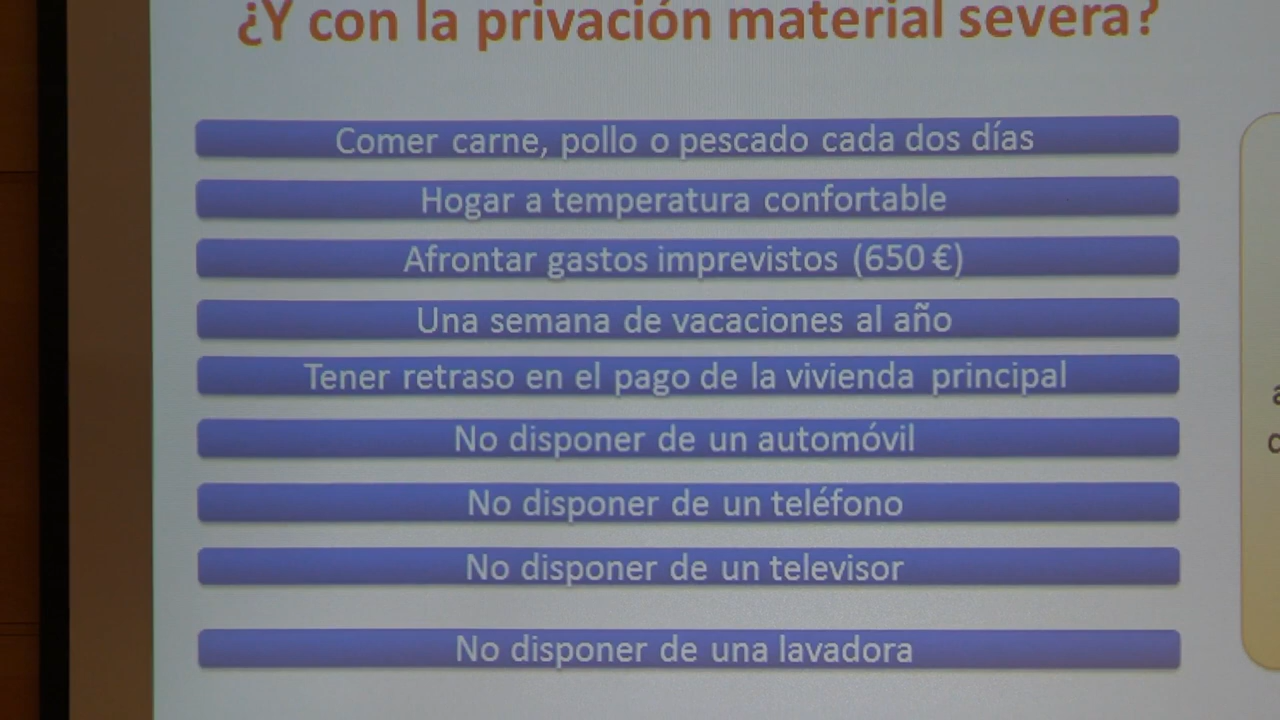 ¿Y con la privación material severa?
Comer carne, pollo o pescado cada dos días
Hogar a temperatura confortable
Afrontar gastos imprevistos (650 €)
Una semana de vacaciones al año
Tener retraso en el pago de la vivienda principal
No disponer de un automóvil
No disponer de un teléfono
No disponer de un televisor
No disponer de una lavadora